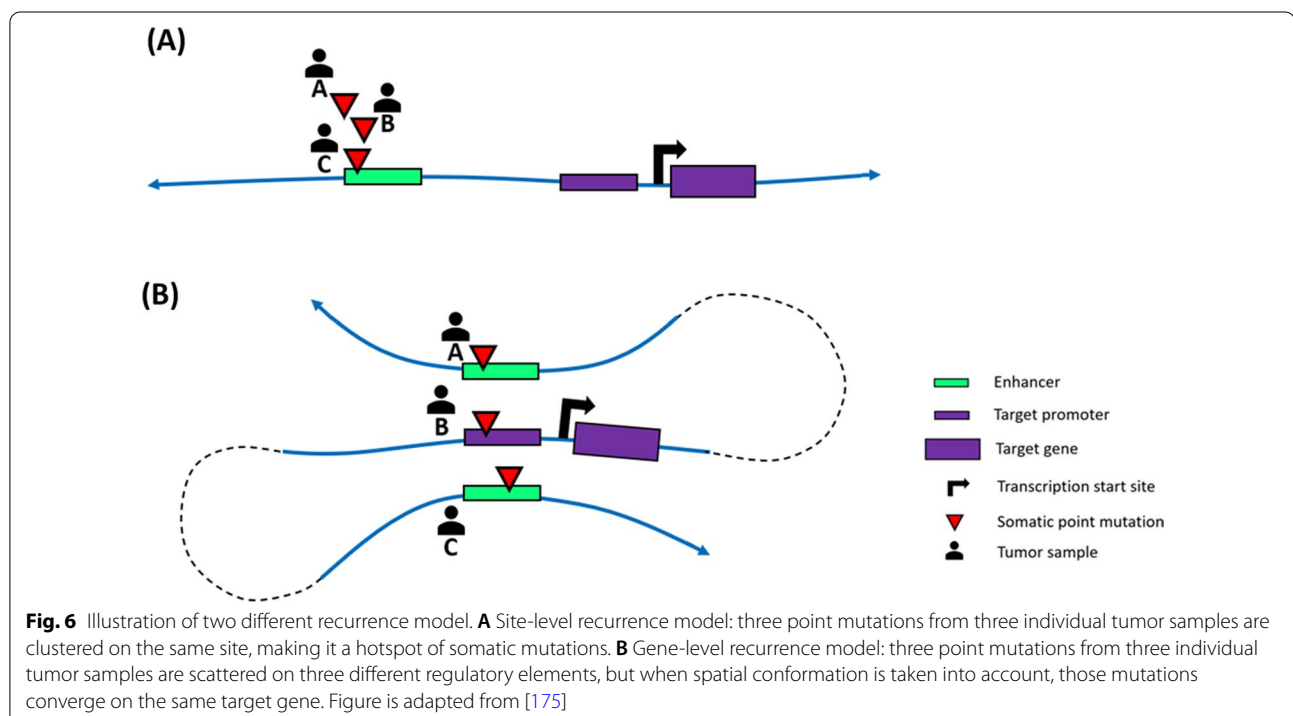 (A)
A
B
C
(B)
A
B
C
Enhancer
Target promoter
Target gene
Transcription start site
Somatic point mutation
Tumor sample
Fig. 6 Illustration of two different recurrence model. A Site-level recurrence model: three point mutations from three individual tumor samples are
clustered on the same site, making it a hotspot of somatic mutations. B Gene-level recurrence model: three point mutations from three individual
tumor samples are scattered on three different regulatory elements, but when spatial conformation is taken into account, those mutations
converge on the same target gene. Figure is adapted from [175]